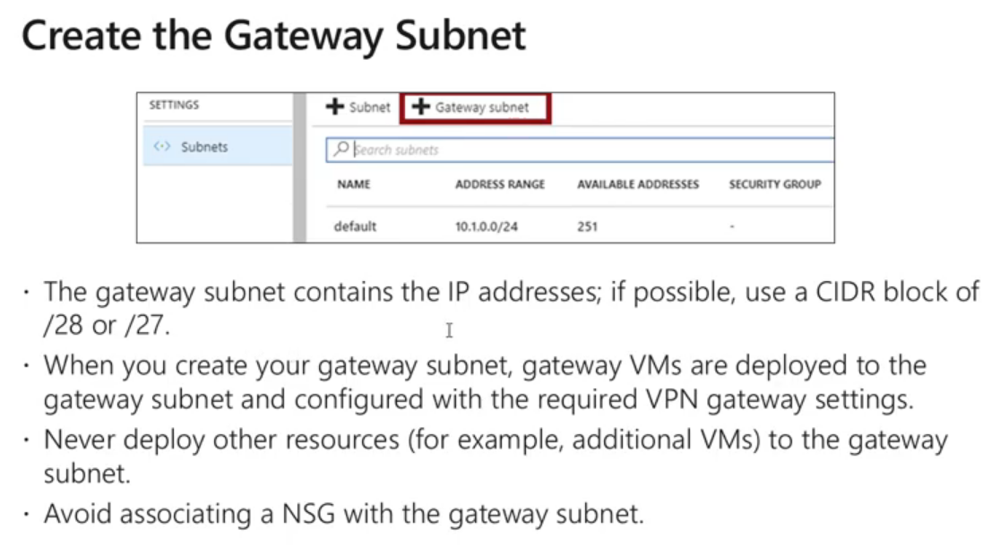 Create the Gateway Subnet
SETTINGS
Subnets
+ Subnet + Gateway subnet
Search subnets
NAME ADDRESS RANGE AVAILABLE ADDRESSES SECURITY GROUP
default 10.1.0.0/24 251 -
· The gateway subnet contains the IP addresses; if possible, use a CIDR block of
/28 or /27.
· When you create your gateway subnet, gateway VMs are deployed to the
gateway subnet and configured with the required VPN gateway settings.
· Never deploy other resources (for example, additional VMs) to the gateway
subnet.
· Avoid associating a NSG with the gateway subnet.